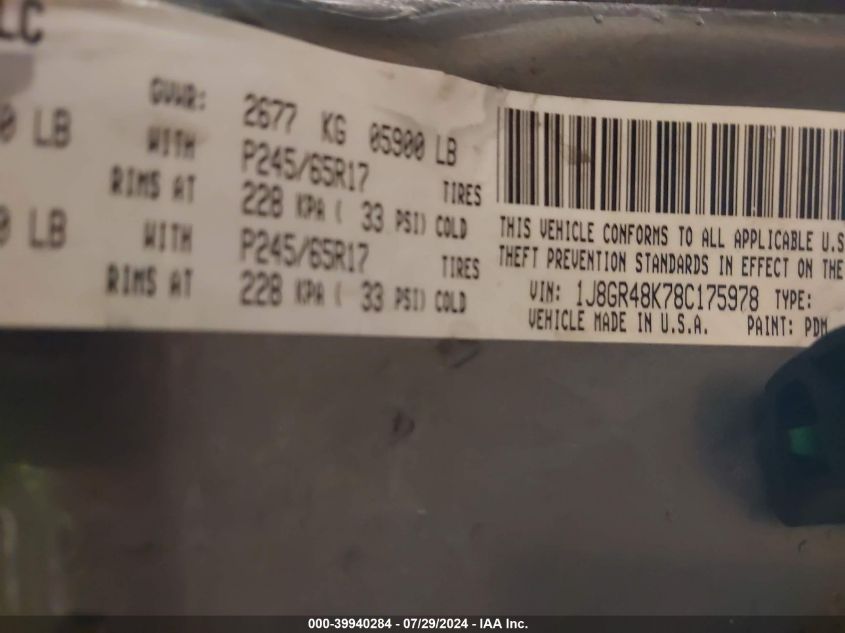 LC
GVWR: 2677 KG 05900 LB
0 LB WITH P245/65R17 TIRES
RIMS AT 228 KPA ( 33 PSI) COLD
0 LB WITH P245/65R17 TIRES
RIMS AT 228 KPA ( 33 PSI) COLD
THIS VEHICLE CONFORMS TO ALL APPLICABLE U.S
THEFT PREVENTION STANDARDS IN EFFECT ON THE
VIN: 1J8GR48K78C175978 TYPE:
VEHICLE MADE IN U.S.A. PAINT: PDM
000-39940284 - 07/29/2024 - IAA Inc.